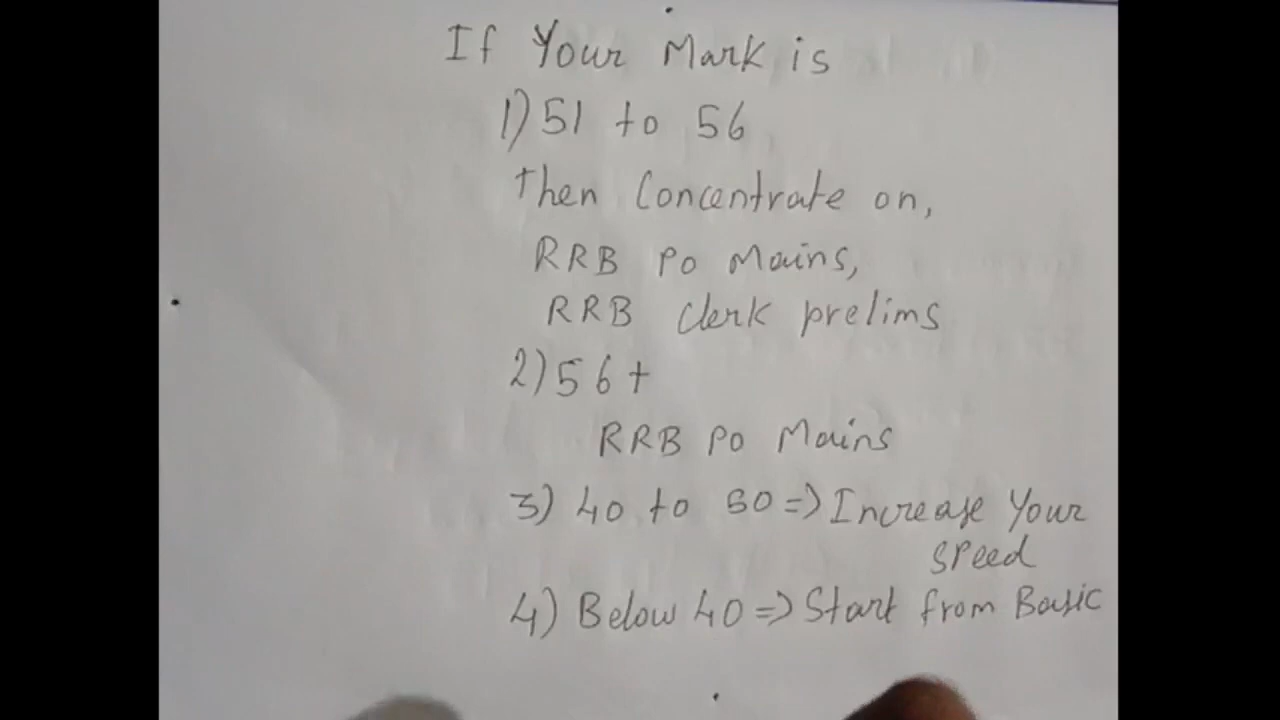 If Your Mark is
1) 51 to 56
Then Concentrate on,
RRB Po Mains,
RRB Clerk prelims
2) 56+
RRB Po Mains
3) 40 to 50 => Increase Your
speed
4) Below 40 => Start from Basic